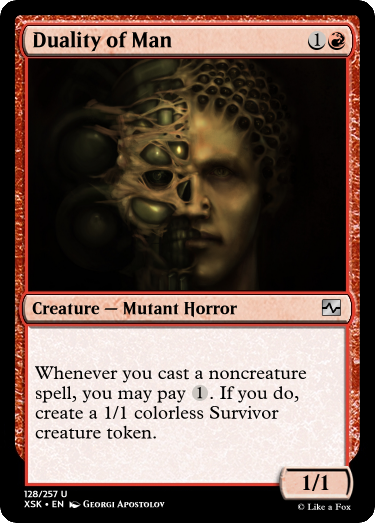 Duality of Man 1
Creature — Mutant Horror
Whenever you cast a noncreature
spell, you may pay 1. If you do,
create a 1/1 colorless Survivor
creature token.
1/1
128/257 U
XSK • EN Georgi Apostolov
© Like a Fox